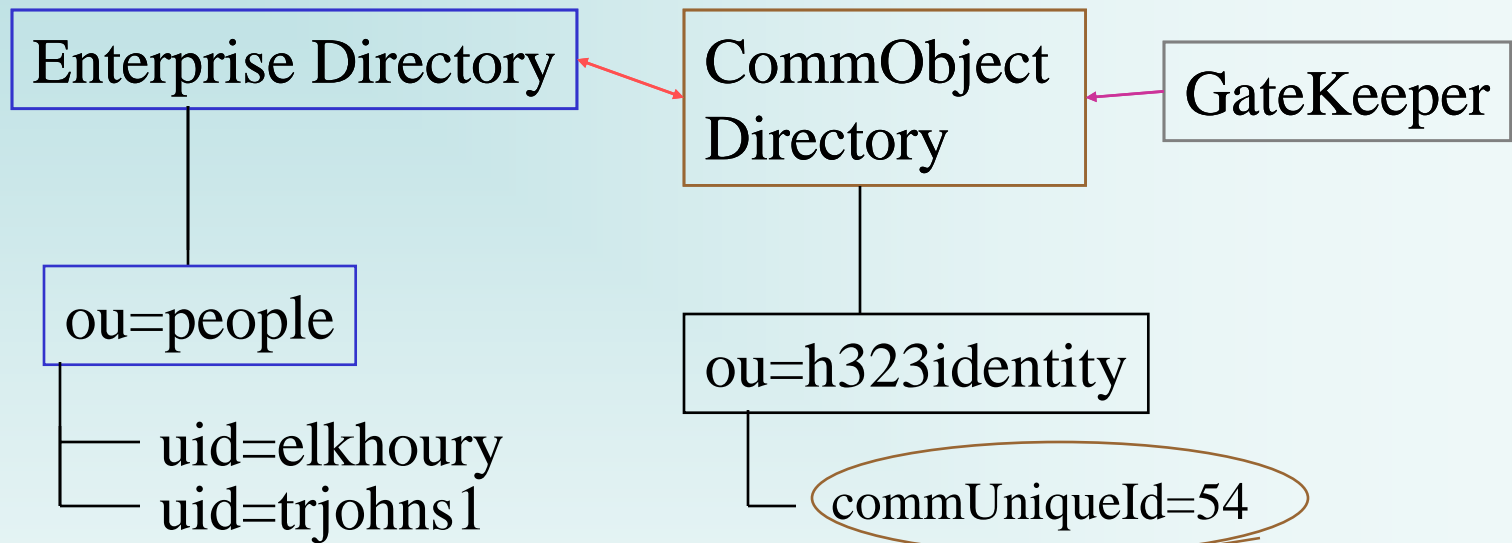 Enterprise Directory
CommObject
Directory
GateKeeper
ou=people
ou=h323identity
uid=elkhoury
uid=trjohns1
commUniqueId=54